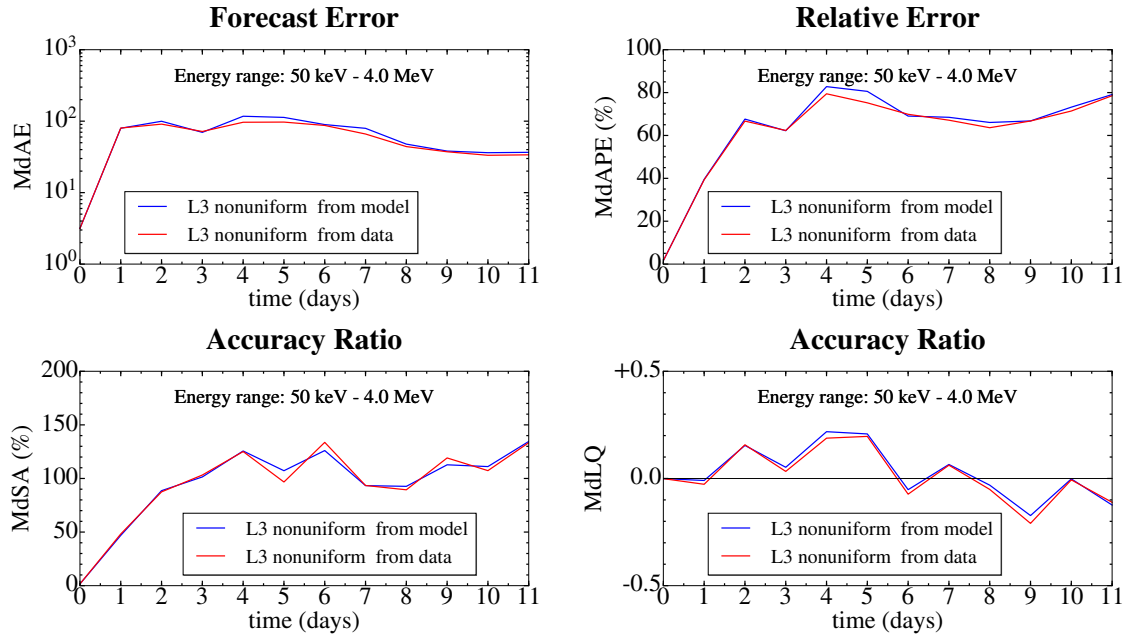 Forecast Error
10^3
10^2
10^1
10^0
MdAE
Energy range: 50 keV - 4.0 MeV
L3 nonuniform from model
L3 nonuniform from data
0 1 2 3 4 5 6 7 8 9 10 11
time (days)
Relative Error
100
80
60
40
20
0
MdAPE (%)
Energy range: 50 keV - 4.0 MeV
L3 nonuniform from model
L3 nonuniform from data
0 1 2 3 4 5 6 7 8 9 10 11
time (days)
Accuracy Ratio
200
150
100
50
0
MdSA (%)
Energy range: 50 keV - 4.0 MeV
L3 nonuniform from model
L3 nonuniform from data
0 1 2 3 4 5 6 7 8 9 10 11
time (days)
Accuracy Ratio
+0.5
0.0
-0.5
MdLQ
Energy range: 50 keV - 4.0 MeV
L3 nonuniform from model
L3 nonuniform from data
0 1 2 3 4 5 6 7 8 9 10 11
time (days)